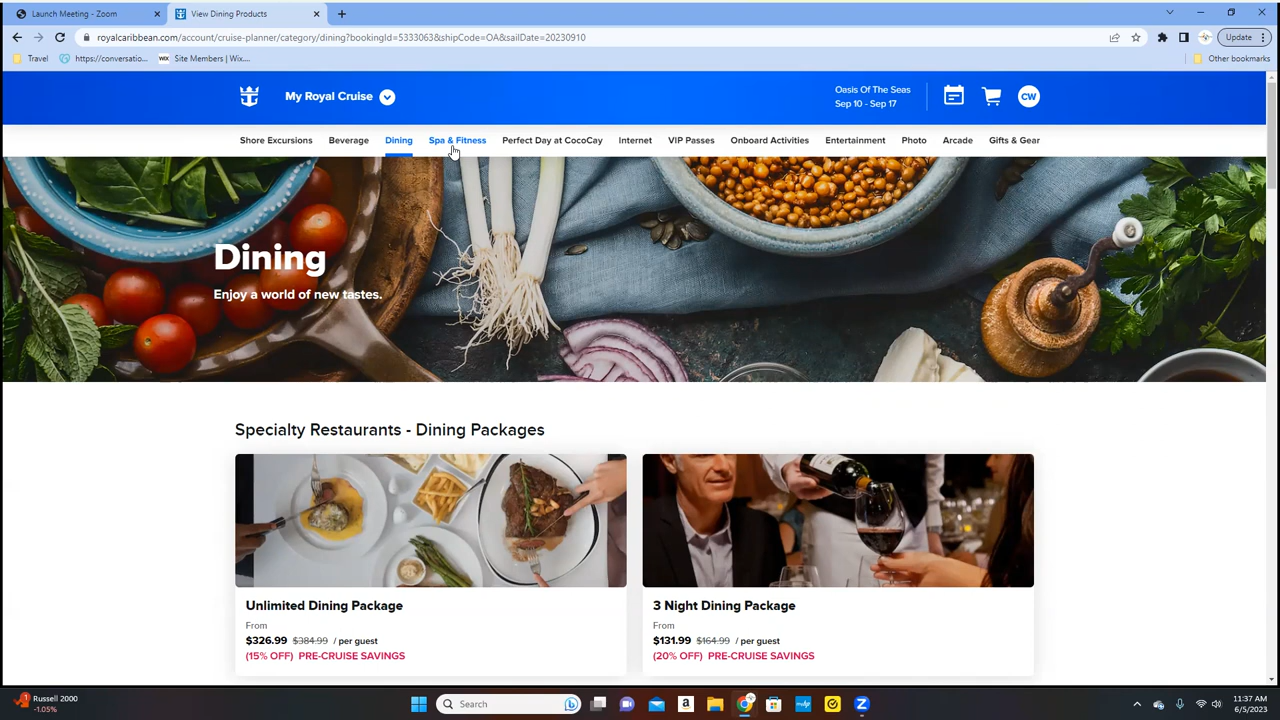 Launch Meeting - Zoom
View Dining Products
royalcaribbean.com/account/cruise-planner/category/dining?bookingId=5333063&shipCode=OA&sailDate=20230910
Update
Travel
https://conversatio...
WIX Site Members | Wix....
Other bookmarks
My Royal Cruise
Oasis Of The Seas
Sep 10 - Sep 17
CW
Shore Excursions Beverage Dining Spa & Fitness Perfect Day at CocoCay Internet VIP Passes Onboard Activities Entertainment Photo Arcade Gifts & Gear
Dining
Enjoy a world of new tastes.
Specialty Restaurants - Dining Packages
Unlimited Dining Package
From
$326.99 $384.99 / per guest
(15% OFF) PRE-CRUISE SAVINGS
3 Night Dining Package
From
$131.99 $164.99 / per guest
(20% OFF) PRE-CRUISE SAVINGS
1
Russell 2000
-1.05%
Search
11:37 AM
6/5/2023